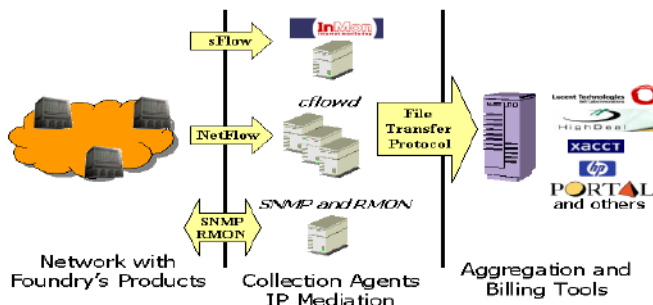 sFlow
InMon
cflowd
NetFlow
File
Transfer
Protocol
SNMP and RMON
SNMP
RMON
Lucent Technologies
HighDeal
xacct
hp
PORTAL
and others
Network with
Foundry's Products
Collection Agents
IP Mediation
Aggregation and
Billing Tools